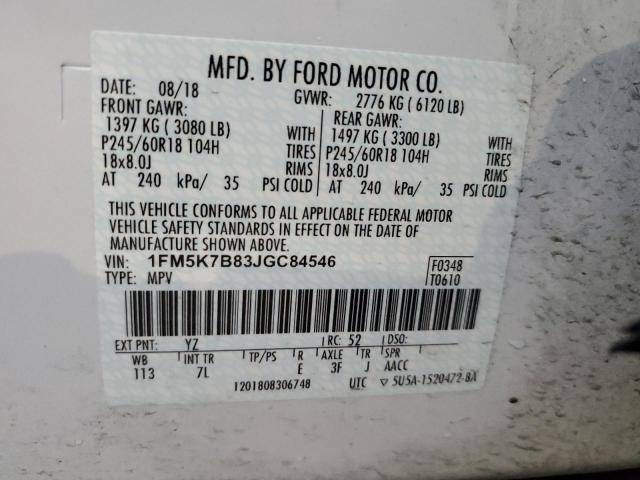 MFD. BY FORD MOTOR CO.
DATE: 08/18 GVWR: 2776 KG ( 6120 LB)
FRONT GAWR: REAR GAWR:
1397 KG ( 3080 LB) WITH 1497 KG ( 3300 LB) WITH
P245/60R18 104H TIRES P245/60R18 104H TIRES
18x8.0J RIMS 18x8.0J RIMS
AT 240 kPa/ 35 PSI COLD AT 240 kPa/ 35 PSI COLD
THIS VEHICLE CONFORMS TO ALL APPLICABLE FEDERAL MOTOR
VEHICLE SAFETY STANDARDS IN EFFECT ON THE DATE OF
MANUFACTURE SHOWN ABOVE.
VIN: 1FM5K7B83JGC84546 F0348
TYPE: MPV T0610
EXT PNT: YZ RC: 52 DSO:
WB INT TR TP/PS R AXLE TR SPR
113 7L E 3F J AACC
1201808306748 UTC ▽ 5U5A-1520472-BA